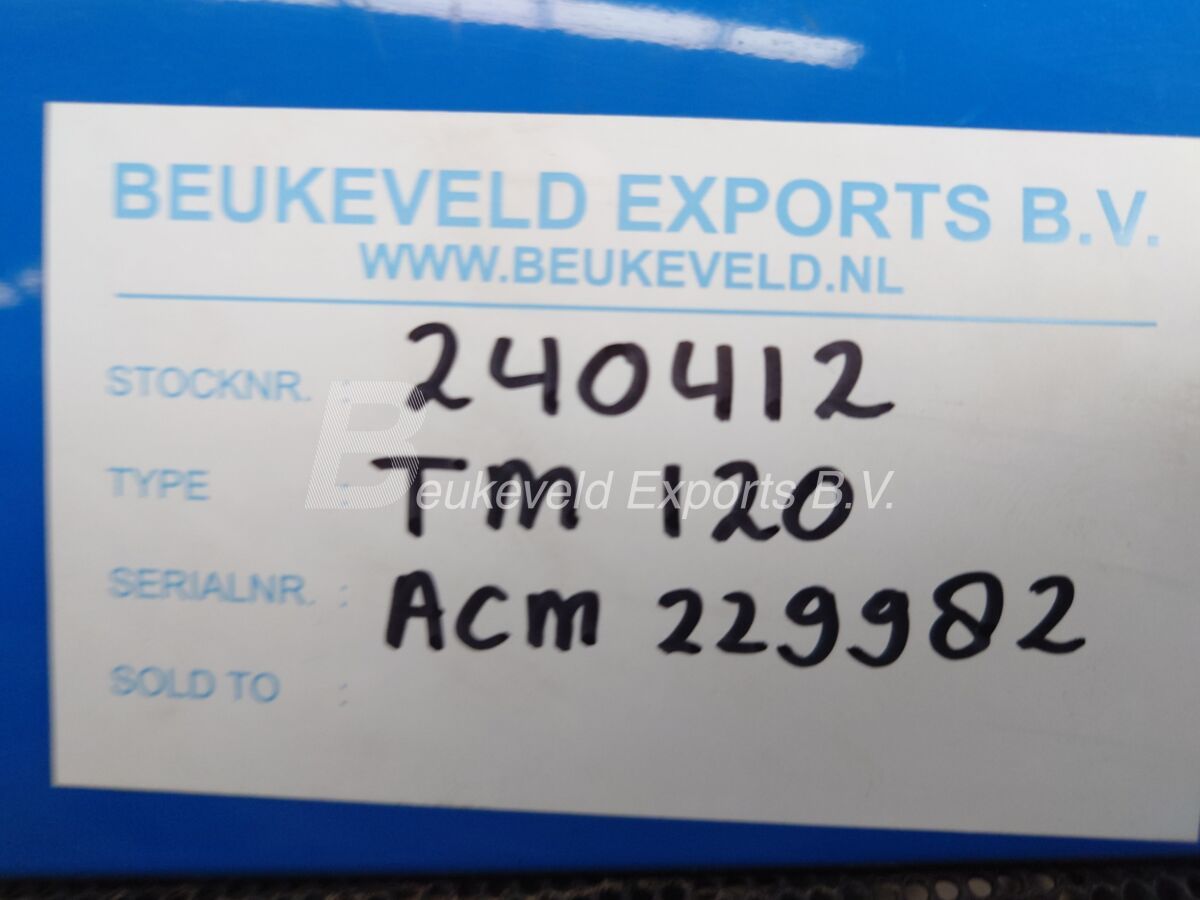 BEUKEVELD EXPORTS B.V.
WWW.BEUKEVELD.NL
STOCKNR. : 240412
TYPE : TM 120
Beukeveld Exports B.V.
SERIALNR. : ACM 229982
SOLD TO :